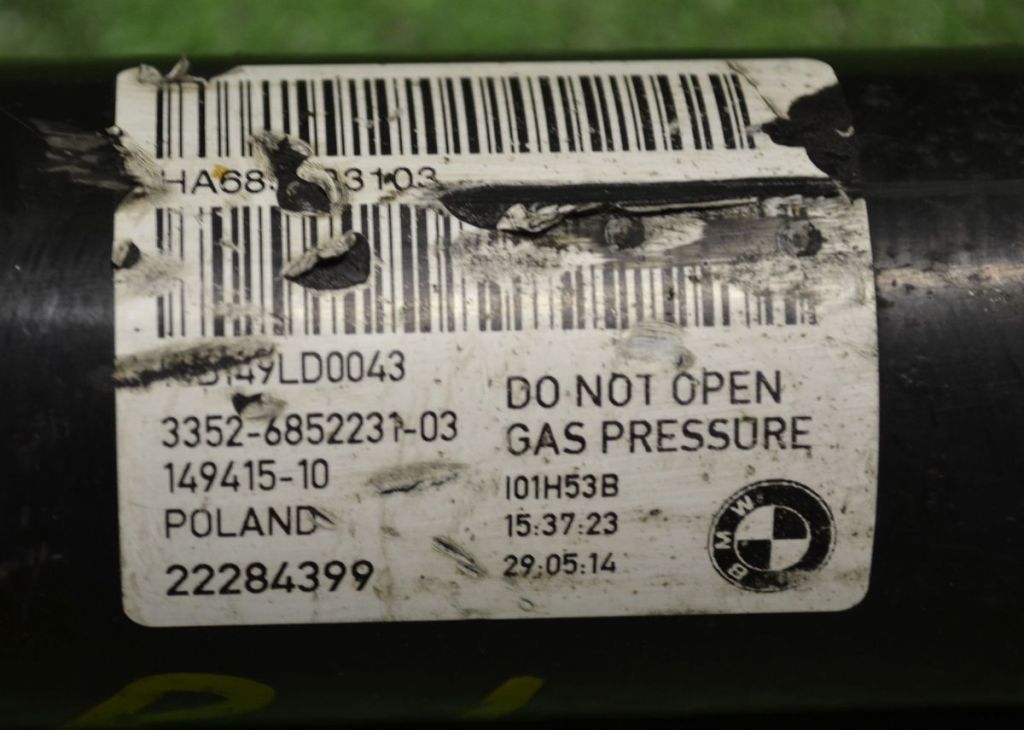 3352-6852231-03
149415-10
POLAND
22284399
DO NOT OPEN
GAS PRESSURE
I01H53B
15:37:23
29.05.14
BMW